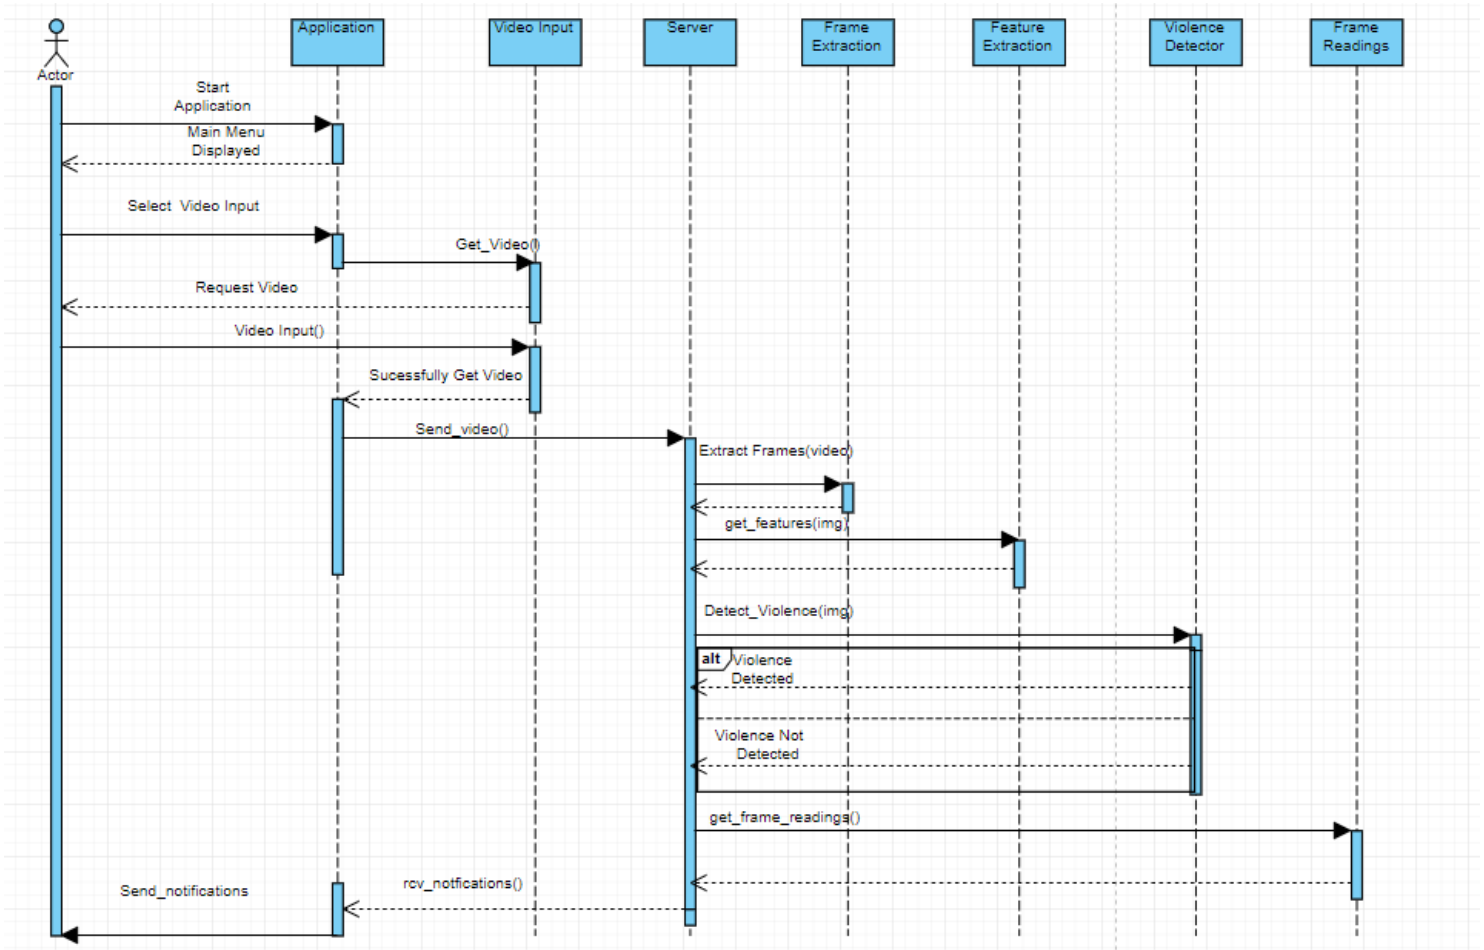 Application
Video Input
Server
Frame
Extraction
Feature
Extraction
Violence
Detector
Frame
Readings
Actor
Start
Application
Main Menu
Displayed
Select Video Input
Get_Video()
Request Video
Video Input()
Sucessfully Get Video
Send_video()
Extract Frames(video)
get_features(img)
Detect_Violence(img)
alt
Violence
Detected
Violence Not
Detected
get_frame_readings()
rcv_notfications()
Send_notifications